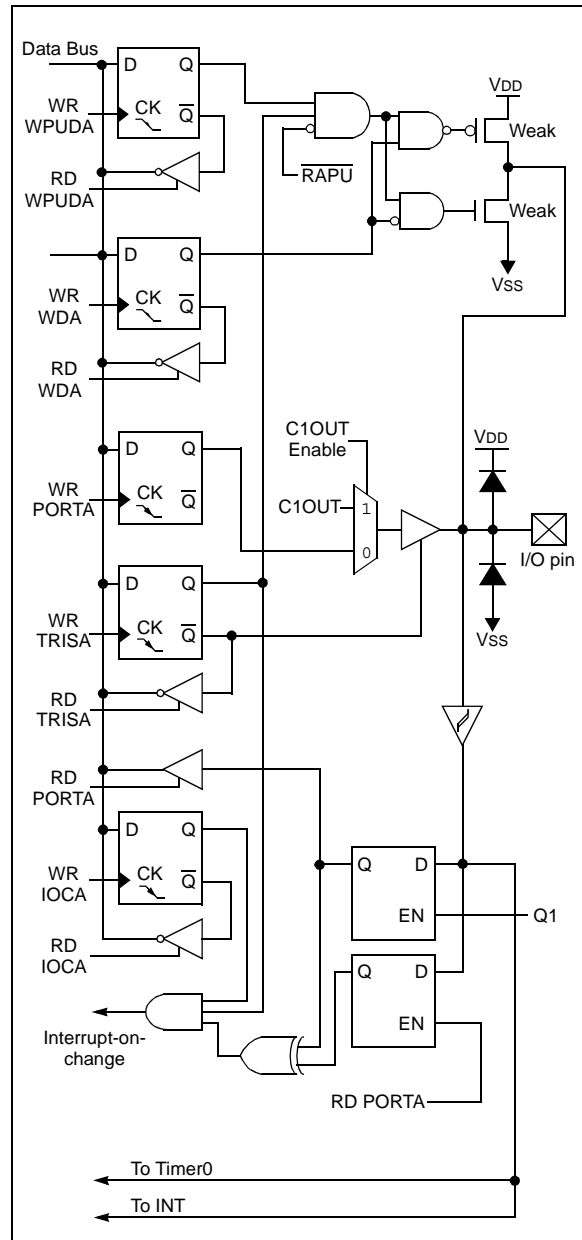 Data Bus
D Q
WR
WPUDA
CK Q
RD
WPUDA
RAPU
VDD
Weak
Weak
VSS
D Q
WR
WDA
CK Q
RD
WDA
D Q
WR
PORTA
CK Q
C1OUT
Enable
C1OUT
1
0
VDD
I/O pin
VSS
D Q
WR
TRISA
CK Q
RD
TRISA
RD
PORTA
D Q
WR
IOCA
CK Q
RD
IOCA
Q D
EN
Q1
Q D
EN
RD PORTA
Interrupt-on-
change
To Timer0
To INT